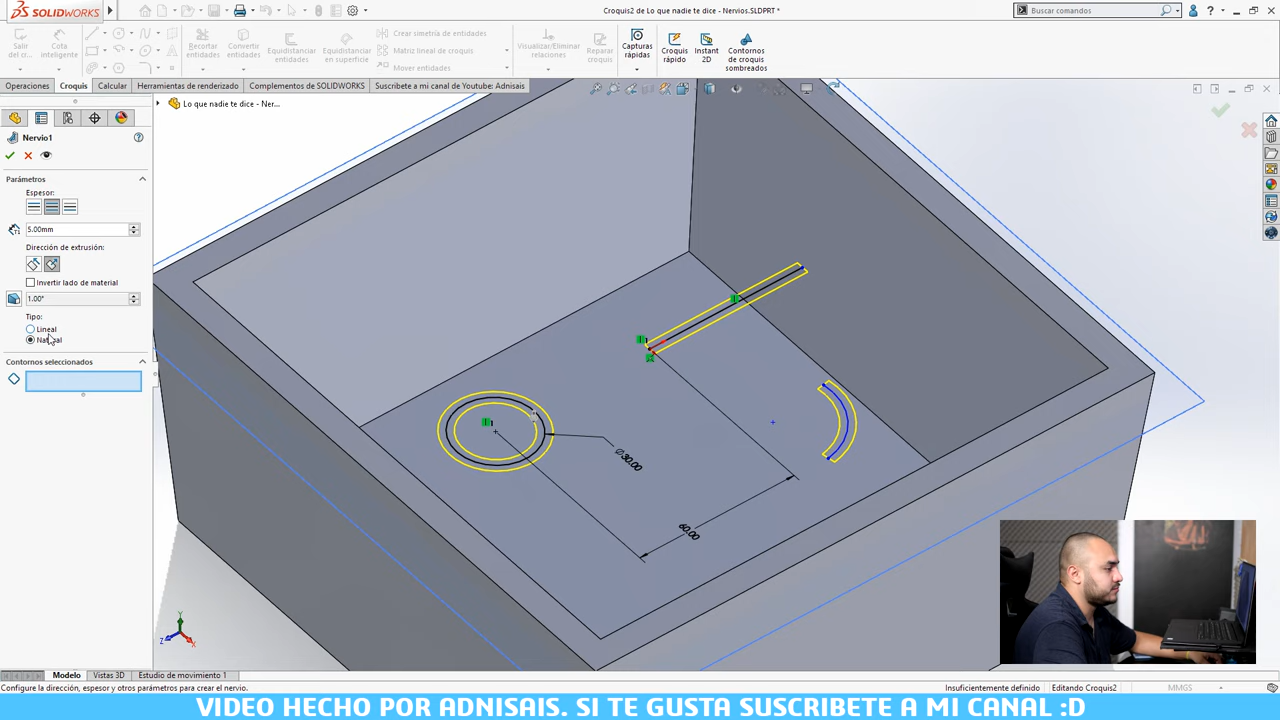 SOLIDWORKS
Croquis2 de Lo que nadie te dice - Nervios.SLDPRT *
Buscar comandos
Salir del ...
Cota inteligente
Recortar entidades
Convertir entidades
Equidistanciar entidades
Equidistanciar en superficie
Crear simetría de entidades
Matriz lineal de croquis
Mover entidades
Visualizar/Eliminar relaciones
Reparar croquis
Capturas rápidas
Croquis rápido
Instant 2D
Contornos de croquis sombreados
Operaciones
Croquis
Calcular
Herramientas de renderizado
Complementos de SOLIDWORKS
Suscribete a mi canal de Youtube: Adnisais
Lo que nadie te dice - Ner...
Nervio1
Parámetros
Espesor:
5.00mm
Dirección de extrusión:
Invertir lado de material
1.00°
Tipo:
Lineal
Contornos seleccionados
Ø30.00
60.00
Y
Z
X
Modelo
Vistas 3D
Estudio de movimiento 1
Configure la dirección, espesor y otros parámetros para crear el nervio.
Insuficientemente definido
Editando Croquis2
MMGS
VIDEO HECHO POR ADNISAIS. SI TE GUSTA SUSCRIBETE A MI CANAL :D